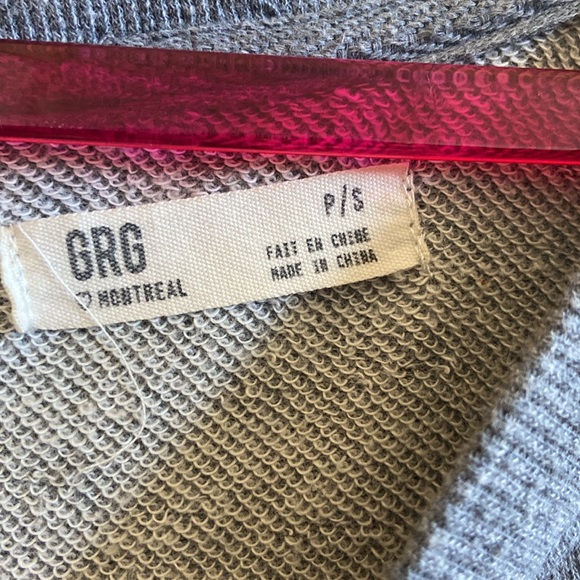 GRG
MONTREAL
P/S
FAIT EN CHINE
MADE IN CHINA